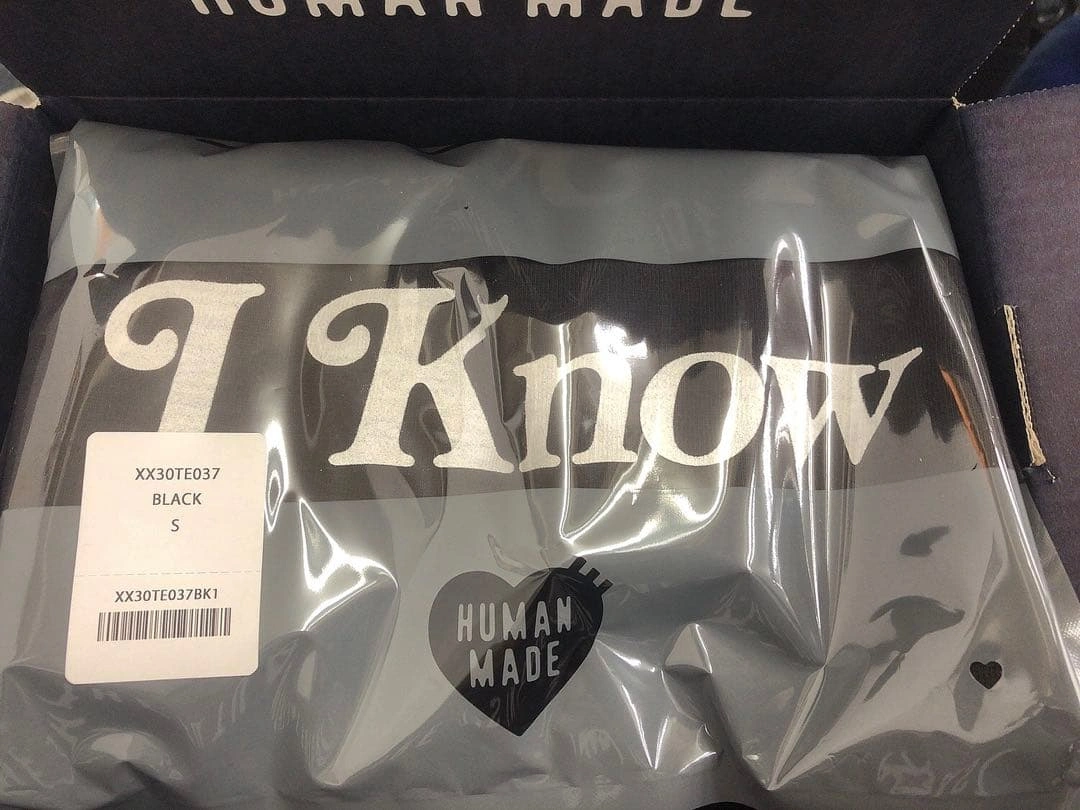 HUMAN MADE
I Know
XX30TE037
BLACK
S
XX30TE037BK1
HUMAN
MADE